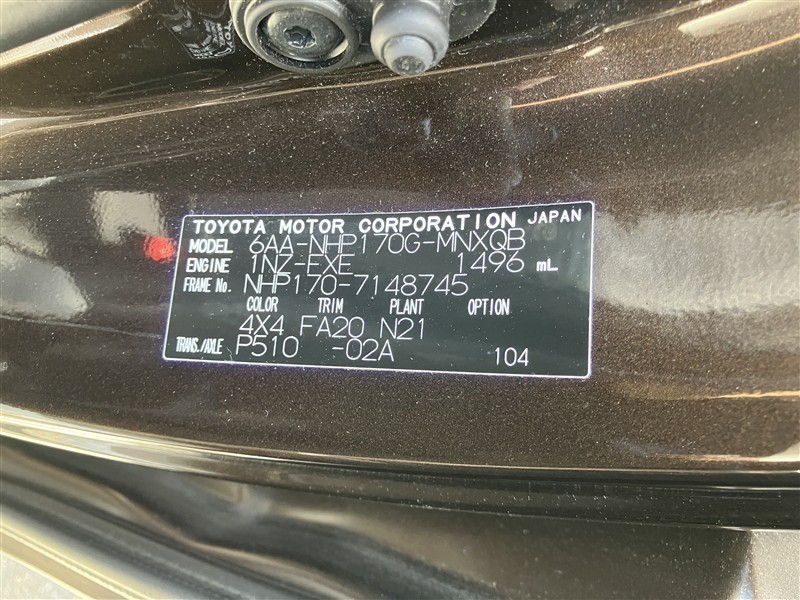 TOYOTA MOTOR CORPORATION JAPAN
MODEL 6AA-NHP170G-MNXQB
ENGINE 1NZ-EXE 1496 mL
FRAME No. NHP170-7148745
COLOR TRIM PLANT OPTION
4X4 FA20 N21
TRANS./AXLE P510 -02A 104